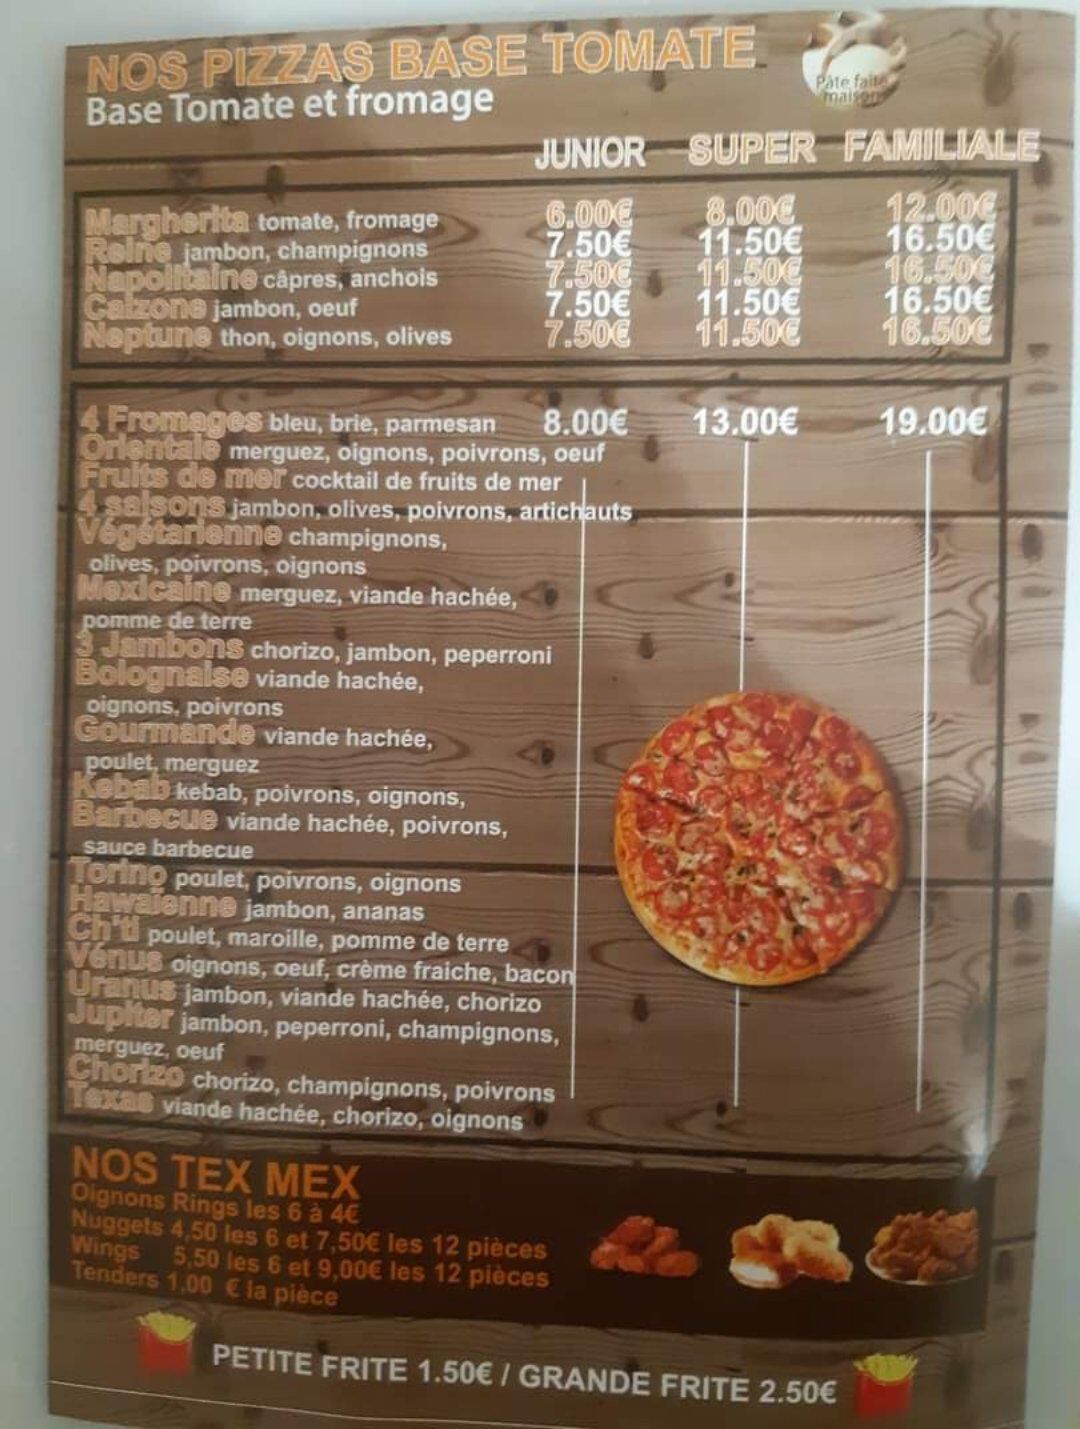 NOS PIZZAS BASE TOMATE
Base Tomate et fromage
Pâte faite
maison
JUNIOR SUPER FAMILIALE
Margherita tomate, fromage 6.00€ 8.00€ 12.00€
Reine jambon, champignons 7.50€ 11.50€ 16.50€
Napolitaine câpres, anchois 7.50€ 11.50€ 16.50€
Calzone jambon, oeuf 7.50€ 11.50€ 16.50€
Neptune thon, oignons, olives 7.50€ 11.50€ 16.50€
4 Fromages bleu, brie, parmesan 8.00€ 13.00€ 19.00€
Orientale merguez, oignons, poivrons, oeuf
Fruits de mer cocktail de fruits de mer
4 saisons jambon, olives, poivrons, artichauts
Végétarienne champignons,
olives, poivrons, oignons
Mexicaine merguez, viande hachée,
pomme de terre
3 Jambons chorizo, jambon, peperroni
Bolognaise viande hachée,
oignons, poivrons
Gourmande viande hachée,
poulet, merguez
Kebab kebab, poivrons, oignons,
Barbecue viande hachée, poivrons,
sauce barbecue
Torino poulet, poivrons, oignons
Hawaïenne jambon, ananas
Ch'ti poulet, maroille, pomme de terre
Vénus oignons, oeuf, crème fraiche, bacon
Uranus jambon, viande hachée, chorizo
Jupiter jambon, peperroni, champignons,
merguez, oeuf
Chorizo chorizo, champignons, poivrons
Texas viande hachée, chorizo, oignons
NOS TEX MEX
Oignons Rings les 6 à 4€
Nuggets 4,50 les 6 et 7,50€ les 12 pièces
Wings 5,50 les 6 et 9,00€ les 12 pièces
Tenders 1,00 € la pièce
PETITE FRITE 1.50€ / GRANDE FRITE 2.50€